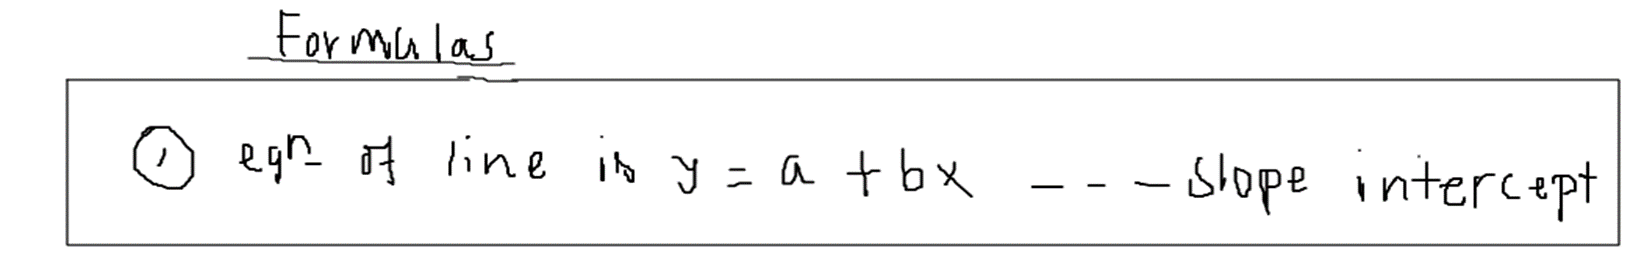 Formulas
① eqn of line is y = a + bx --- slope intercept